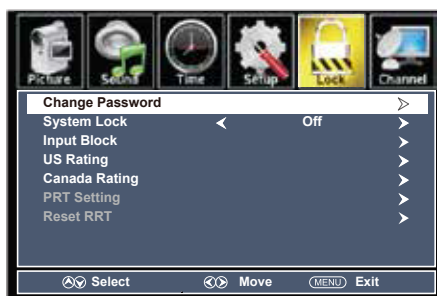 Picture Sound Time Setup Lock Channel
Change Password
System Lock Off
Input Block
US Rating
Canada Rating
PRT Setting
Reset RRT
Select Move MENU Exit